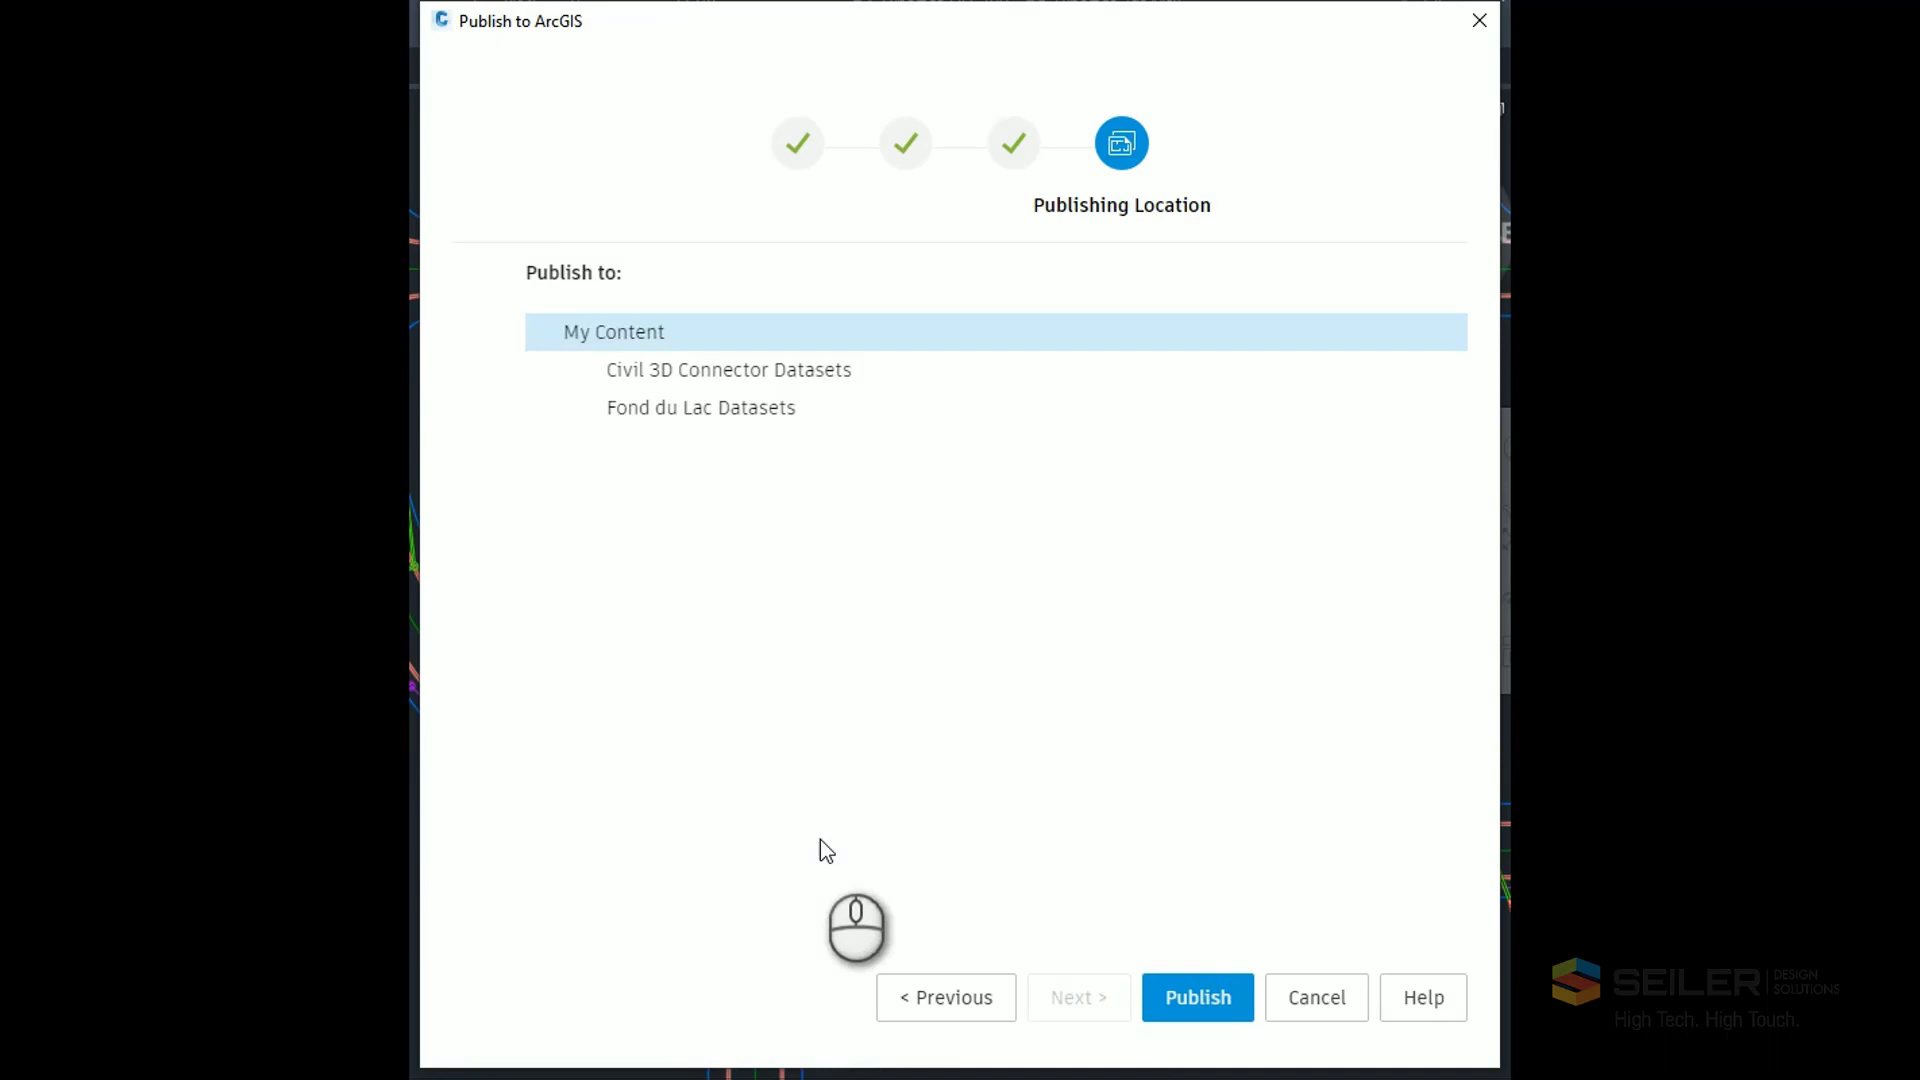 Publish to ArcGIS
Publishing Location
Publish to:
My Content
Civil 3D Connector Datasets
Fond du Lac Datasets
< Previous
Next >
Publish
Cancel
Help
SEILER DESIGN SOLUTIONS
High Tech. High Touch.